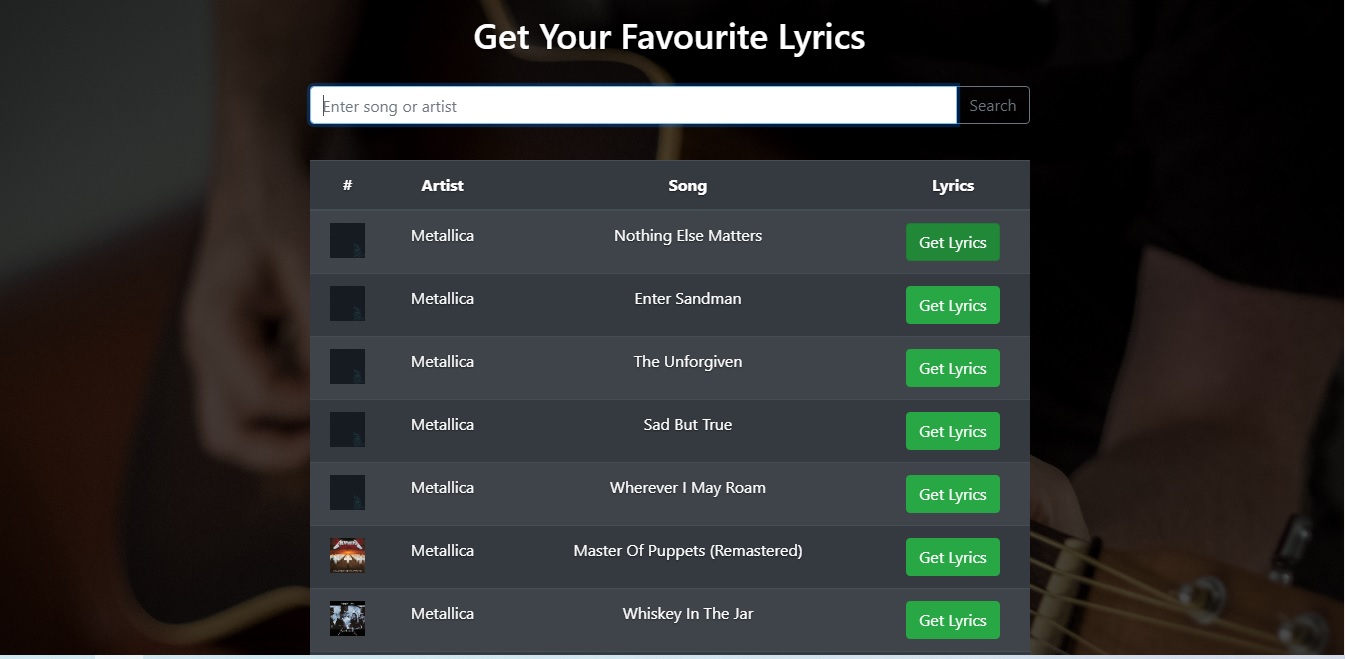 Get Your Favourite Lyrics
Enter song or artist
Search
# Artist Song Lyrics
Metallica Nothing Else Matters Get Lyrics
Metallica Enter Sandman Get Lyrics
Metallica The Unforgiven Get Lyrics
Metallica Sad But True Get Lyrics
Metallica Wherever I May Roam Get Lyrics
Metallica Master Of Puppets (Remastered) Get Lyrics
Metallica Whiskey In The Jar Get Lyrics